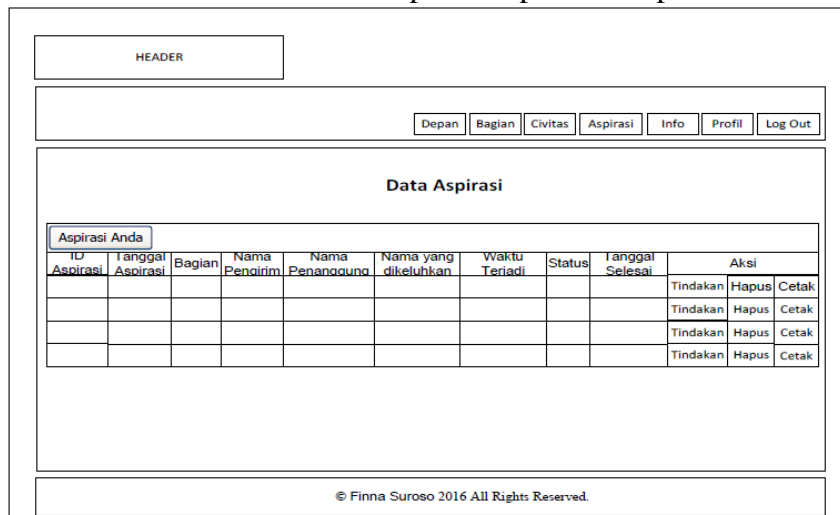 HEADER
Depan Bagian Civitas Aspirasi Info Profil Log Out
Data Aspirasi
Aspirasi Anda
ID Aspirasi Tanggal Aspirasi Bagian Nama Pengirim Nama Penanggung Nama yang dikeluhkan Waktu Terjadi Status Tanggal Selesai Aksi
Tindakan Hapus Cetak
Tindakan Hapus Cetak
Tindakan Hapus Cetak
Tindakan Hapus Cetak
© Finna Suroso 2016 All Rights Reserved.